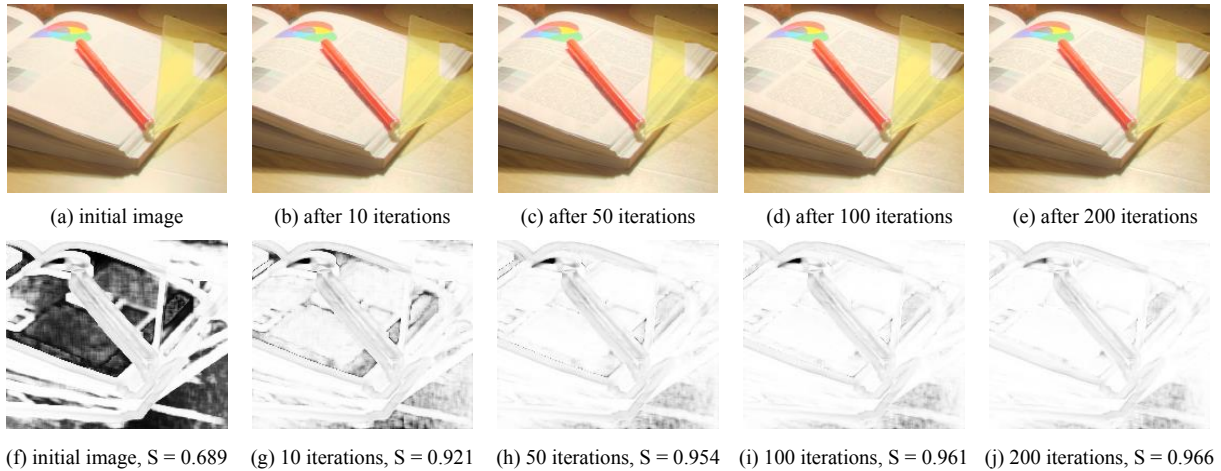 (a) initial image
(b) after 10 iterations
(c) after 50 iterations
(d) after 100 iterations
(e) after 200 iterations
(f) initial image, S = 0.689
(g) 10 iterations, S = 0.921
(h) 50 iterations, S = 0.954
(i) 100 iterations, S = 0.961
(j) 200 iterations, S = 0.966